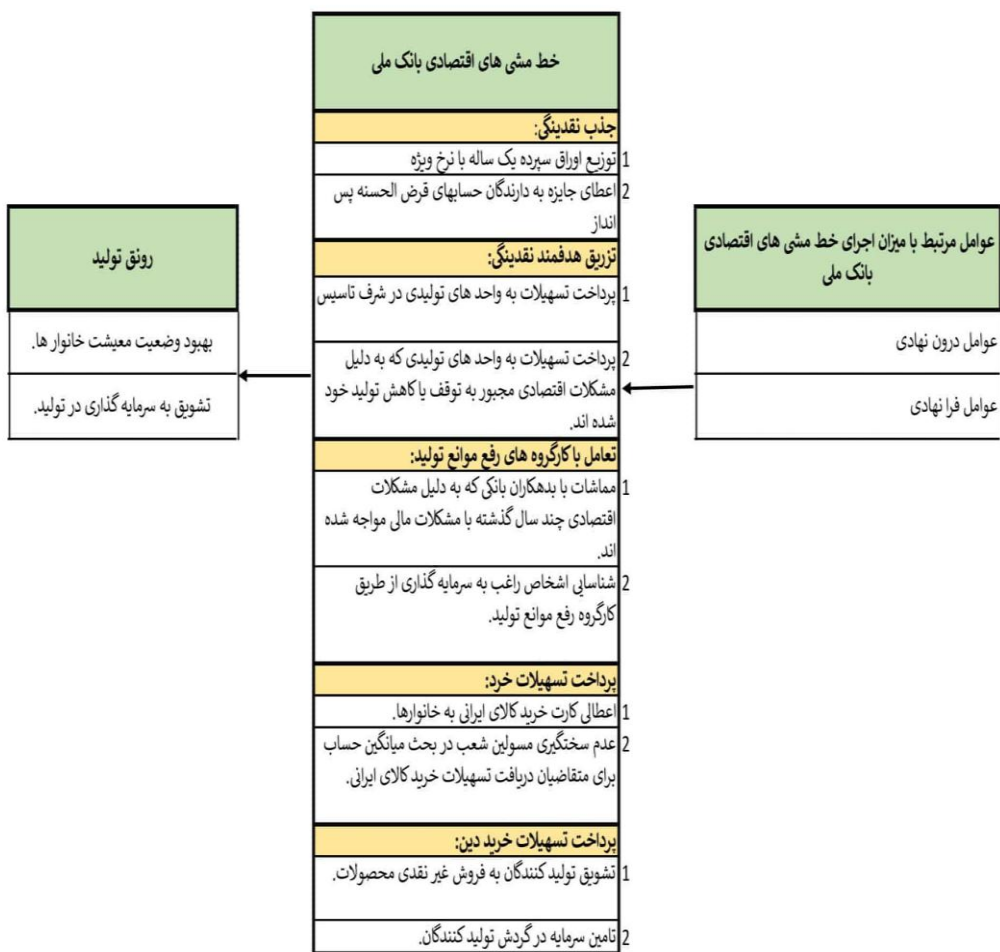 عوامل مرتبط با میزان اجرای خط مشی های اقتصادی
بانک ملی
عوامل درون نهادی
عوامل فرا نهادی
خط مشی های اقتصادی بانک ملی
جذب نقدینگی:
1 توزیع اوراق سپرده یک ساله با نرخ ویژه
2 اعطای جایزه به دارندگان حسابهای قرض الحسنه پس
انداز
تزریق هدفمند نقدینگی:
1 پرداخت تسهیلات به واحد های تولیدی در شرف تاسیس
2 پرداخت تسهیلات به واحد های تولیدی که به دلیل
مشکلات اقتصادی مجبور به توقف یا کاهش تولید خود
شده اند.
تعامل با کارگروه های رفع موانع تولید:
1 مماشات با بدهکاران بانکی که به دلیل مشکلات
اقتصادی چند سال گذشته با مشکلات مالی مواجه شده
اند.
2 شناسایی اشخاص راغب به سرمایه گذاری از طریق
کارگروه رفع موانع تولید.
پرداخت تسهیلات خرد:
1 اعطالی کارت خرید کالای ایرانی به خانوارها.
2 عدم سختگیری مسولین شعب در بحث میانگین حساب
برای متقاضیان دریافت تسهیلات خرید کالای ایرانی.
پرداخت تسهیلات خرید دین:
1 تشویق تولید کنندگان به فروش غیر نقدی محصولات.
2 تامین سرمایه در گردش تولید کنندگان.
رونق تولید
بهبود وضعیت معیشت خانوار ها.
تشویق به سرمایه گذاری در تولید.